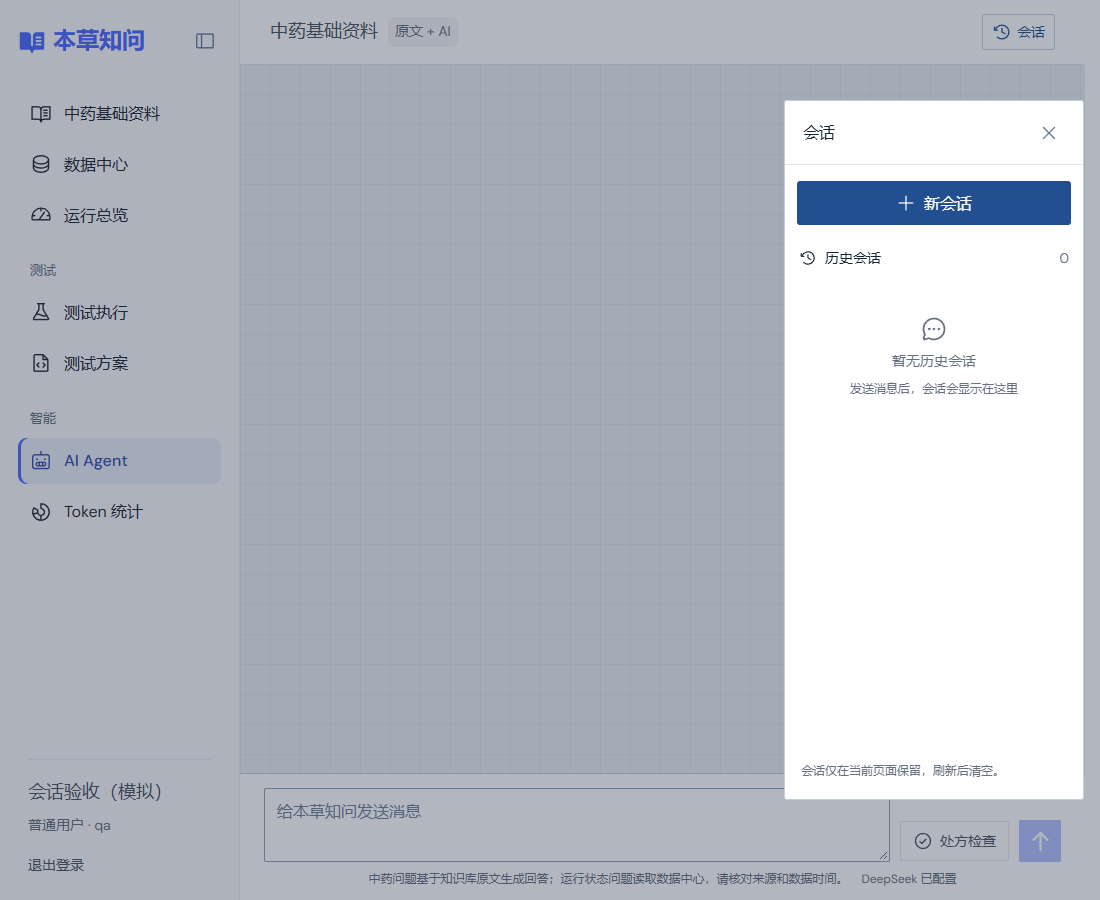 本草知问
中药基础资料
数据中心
运行总览
测试
测试执行
测试方案
智能
AI Agent
Token 统计
会话验收（模拟）
普通用户 · qa
退出登录
中药基础资料
原文 + AI
会话
会话
新会话
历史会话
0
暂无历史会话
发送消息后，会话会显示在这里
会话仅在当前页面保留，刷新后清空。
给本草知问发送消息
处方检查
中药问题基于知识库原文生成回答；运行状态问题读取数据中心，请核对来源和数据时间。
DeepSeek 已配置